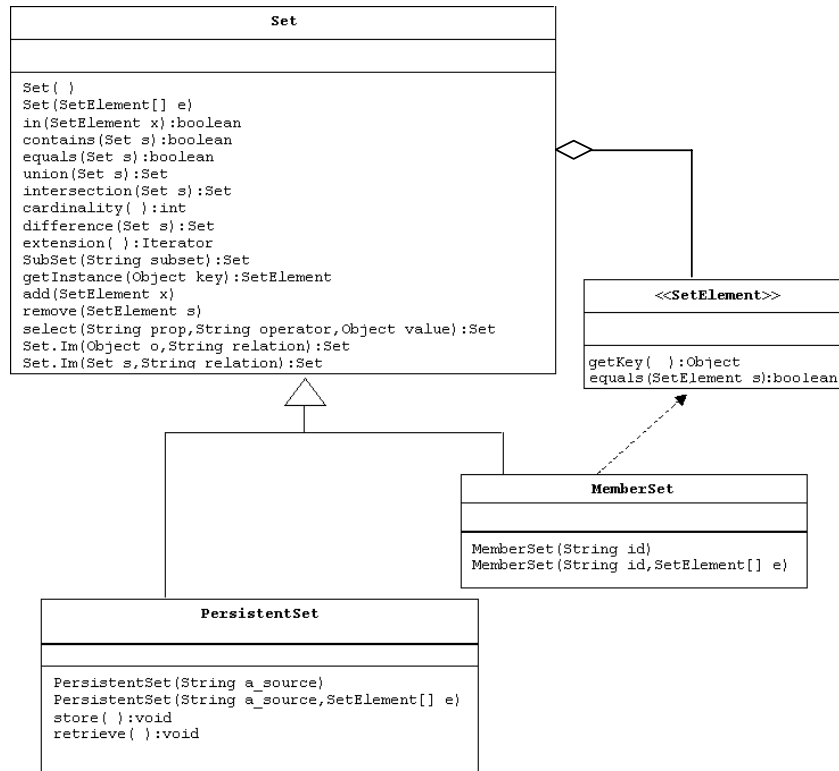 Set
Set( )
Set(SetElement[] e)
in(SetElement x):boolean
contains(Set s):boolean
equals(Set s):boolean
union(Set s):Set
intersection(Set s):Set
cardinality( ):int
difference(Set s):Set
extension( ):Iterator
SubSet(String subset):Set
getInstance(Object key):SetElement
add(SetElement x)
remove(SetElement s)
select(String prop,String operator,Object value):Set
Set.Im(Object o,String relation):Set
Set.Im(Set s,String relation):Set
<<SetElement>>
getKey( ):Object
equals(SetElement s):boolean
MemberSet
MemberSet(String id)
MemberSet(String id,SetElement[] e)
PersistentSet
PersistentSet(String a_source)
PersistentSet(String a_source,SetElement[] e)
store( ):void
retrieve( ):void